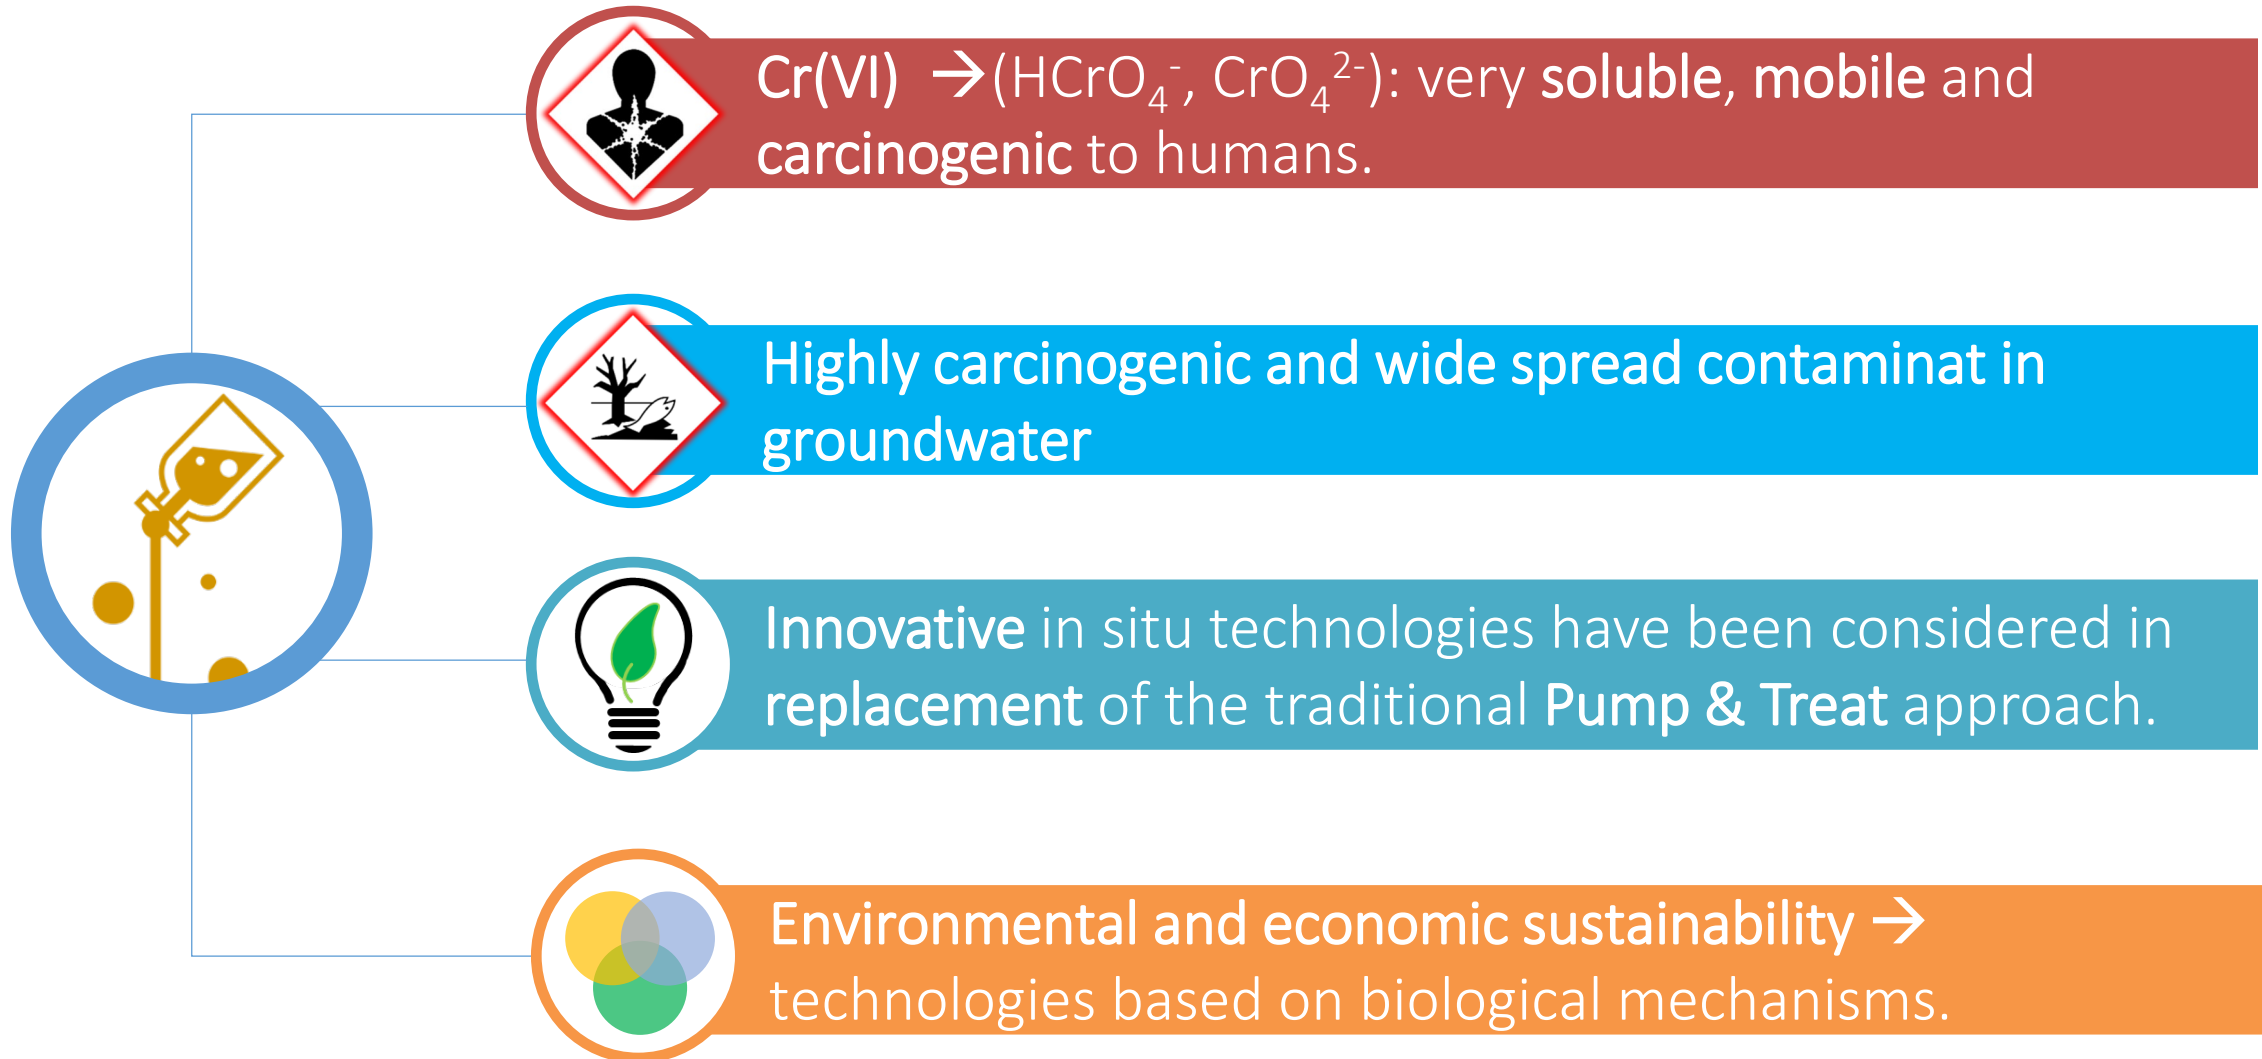 Cr(VI) →(HCrO₄⁻, CrO₄²⁻): very soluble, mobile and
carcinogenic to humans.
Highly carcinogenic and wide spread contaminat in
groundwater
Innovative in situ technologies have been considered in
replacement of the traditional Pump & Treat approach.
Environmental and economic sustainability →
technologies based on biological mechanisms.